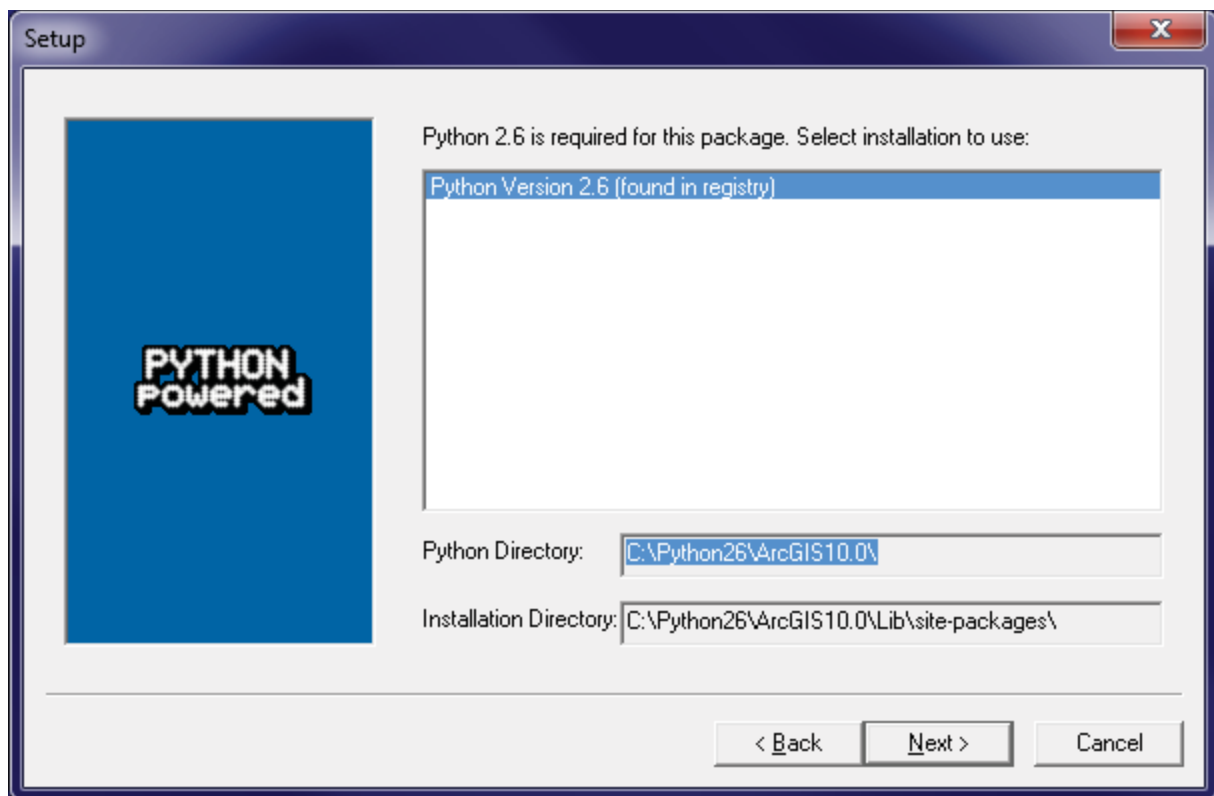 Setup
PYTHON
powered
Python 2.6 is required for this package. Select installation to use:
Python Version 2.6 (found in registry)
Python Directory: C:\Python26\ArcGIS10.0\
Installation Directory: C:\Python26\ArcGIS10.0\Lib\site-packages\
< Back Next > Cancel